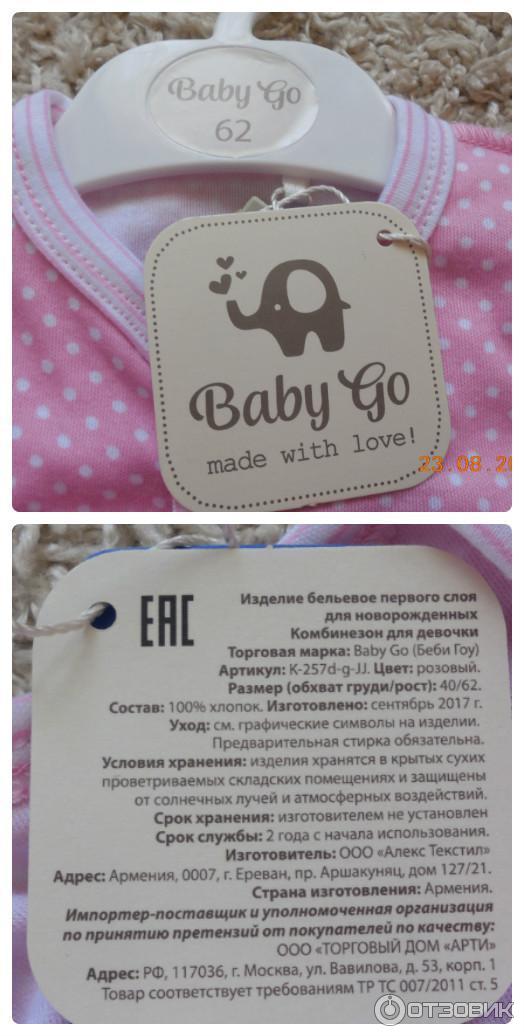 Baby Go
62
Baby Go
made with love!
23.08.20
EAC
Изделие бельевое первого слоя
для новорожденных
Комбинезон для девочки
Торговая марка: Baby Go (Беби Гоу)
Артикул: K-257d-g-JJ. Цвет: розовый.
Размер (обхват груди/рост): 40/62.
Состав: 100% хлопок. Изготовлено: сентябрь 2017 г.
Уход: см. графические символы на изделии.
Предварительная стирка обязательна.
Условия хранения: изделия хранятся в крытых сухих
проветриваемых складских помещениях и защищены
от солнечных лучей и атмосферных воздействий.
Срок хранения: изготовителем не установлен
Срок службы: 2 года с начала использования.
Изготовитель: ООО «Алекс Текстил»
Адрес: Армения, 0007, г. Ереван, пр. Аршакуняц, дом 127/21.
Страна изготовления: Армения.
Импортер-поставщик и уполномоченная организация
по принятию претензий от покупателей по качеству:
ООО «ТОРГОВЫЙ ДОМ «АРТИ»
Адрес: РФ, 117036, г. Москва, ул. Вавилова, д. 53, корп. 1
Товар соответствует требованиям ТР ТС 007/2011 ст. 5
ОТЗОВИК